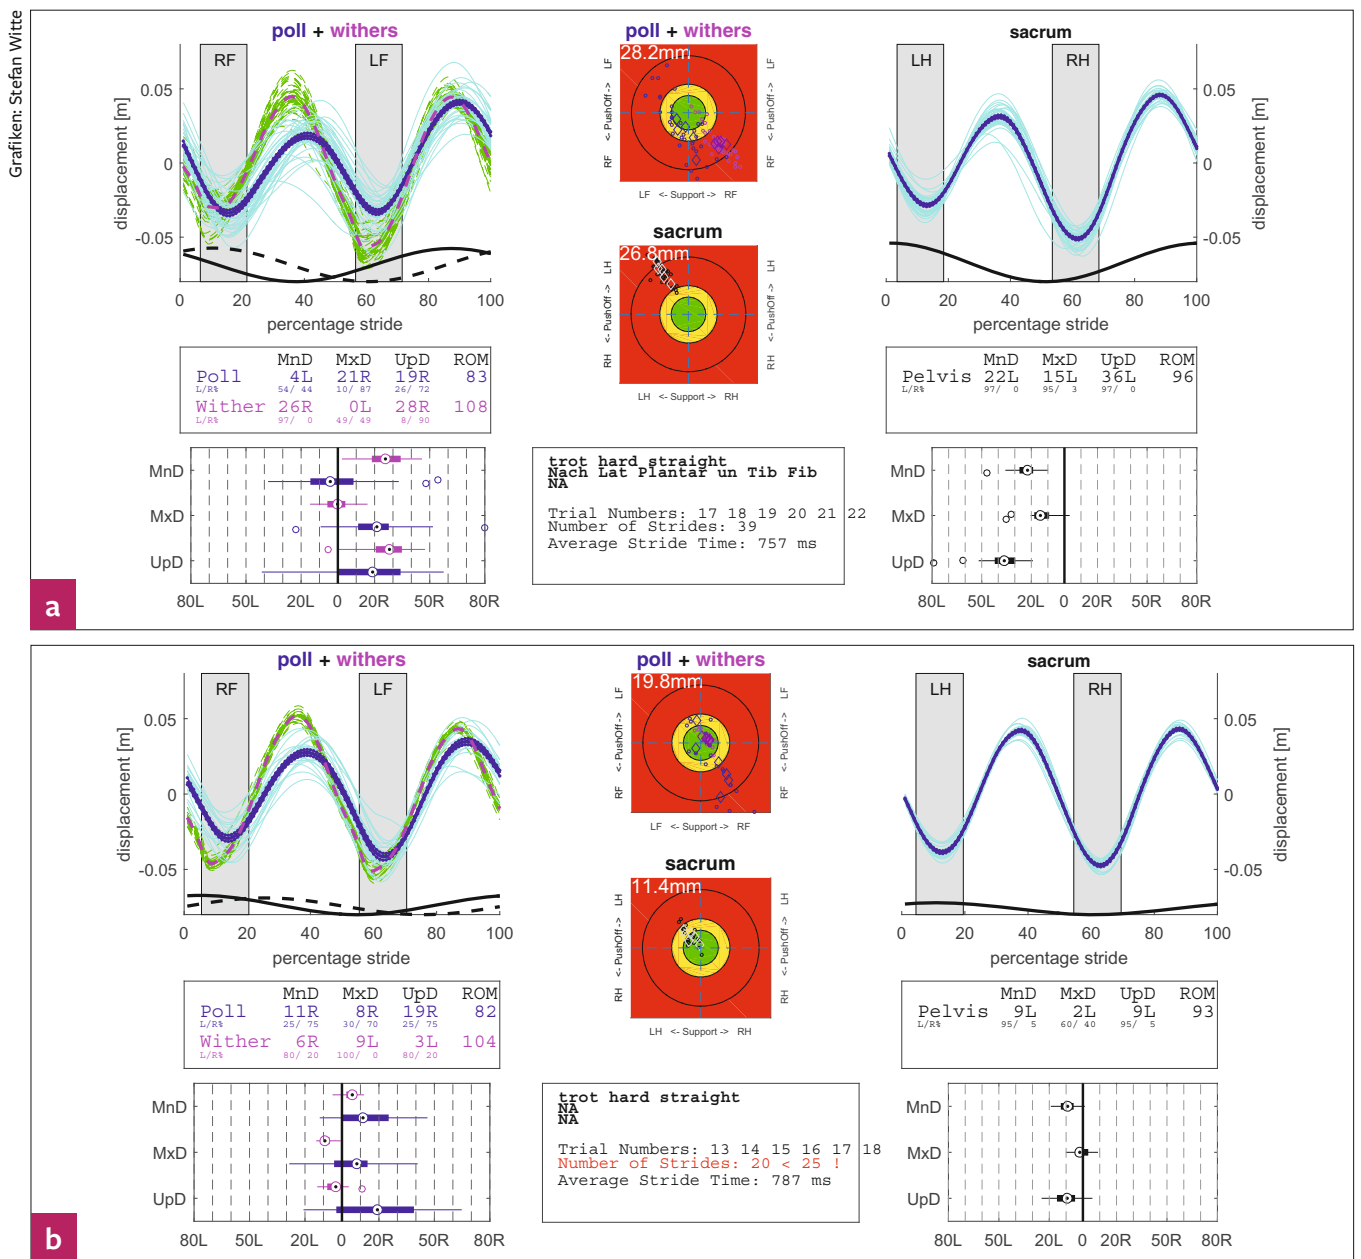 Grafiken: Stefan Witte
poll + withers
RF
LF
0.05
0
-0.05
displacement [m]
0 20 40 60 80 100
percentage stride
poll + withers
28.2mm
RF <- PushOff -> LF
RF <- PushOff -> LF
LF <- Support -> RF
sacrum
26.8mm
RH <- PushOff -> LH
RH <- PushOff -> LH
LH <- Support -> RH
sacrum
LH
RH
0.05
0
-0.05
displacement [m]
0 20 40 60 80 100
percentage stride
MnD MxD UpD ROM
Poll 4L 21R 19R 83
L/R% 54/ 44 10/ 87 26/ 72
Wither 26R 0L 28R 108
L/R% 97/ 0 49/ 49 8/ 90
MnD MxD UpD ROM
Pelvis 22L 15L 36L 96
L/R% 97/ 0 95/ 3 97/ 0
MnD
MxD
UpD
80L 50L 20L 0 20R 50R 80R
trot hard straight
Nach Lat Plantar un Tib Fib
NA
Trial Numbers: 17 18 19 20 21 22
Number of Strides: 39
Average Stride Time: 757 ms
MnD
MxD
UpD
80L 50L 20L 0 20R 50R 80R
a
poll + withers
RF
LF
0.05
0
-0.05
displacement [m]
0 20 40 60 80 100
percentage stride
poll + withers
19.8mm
RF <- PushOff -> LF
RF <- PushOff -> LF
LF <- Support -> RF
sacrum
11.4mm
RH <- PushOff -> LH
RH <- PushOff -> LH
LH <- Support -> RH
sacrum
LH
RH
0.05
0
-0.05
displacement [m]
0 20 40 60 80 100
percentage stride
MnD MxD UpD ROM
Poll 11R 8R 19R 82
L/R% 25/ 75 30/ 70 25/ 75
Wither 6R 9L 3L 104
L/R% 80/ 20 100/ 0 80/ 20
MnD MxD UpD ROM
Pelvis 9L 2L 9L 93
L/R% 95/ 5 60/ 40 95/ 5
MnD
MxD
UpD
80L 50L 20L 0 20R 50R 80R
trot hard straight
NA
NA
Trial Numbers: 13 14 15 16 17 18
Number of Strides: 20 < 25 !
Average Stride Time: 787 ms
MnD
MxD
UpD
80L 50L 20L 0 20R 50R 80R
b